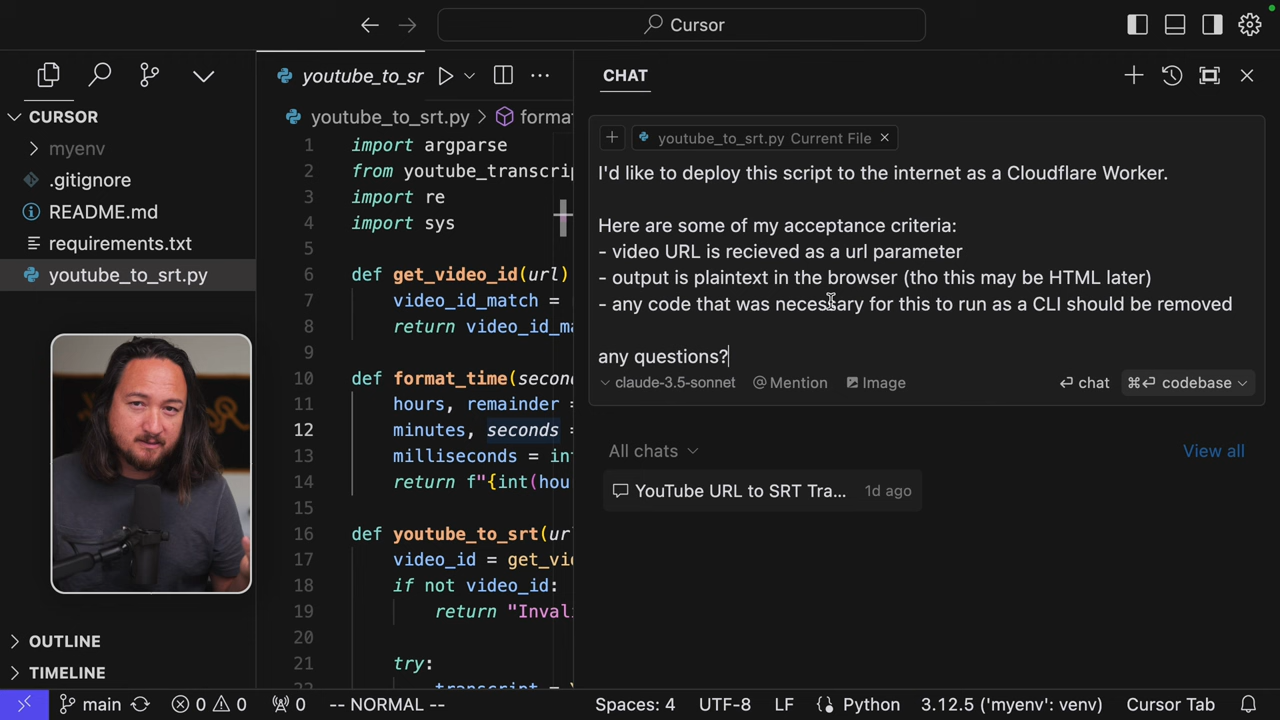 Cursor
CURSOR
myenv
.gitignore
README.md
requirements.txt
youtube_to_srt.py
OUTLINE
TIMELINE
youtube_to_sr
youtube_to_srt.py > forma
1 import argparse
2 from youtube_transcrip
3 import re
4 import sys
5
6 def get_video_id(url)
7 video_id_match =
8 return video_id_ma
9
10 def format_time(secon
11 hours, remainder =
12 minutes, seconds =
13 milliseconds = int
14 return f"{int(hou
15
16 def youtube_to_srt(ur
17 video_id = get_vi
18 if not video_id:
19 return "Inval
20
21 try:
22
CHAT
youtube_to_srt.py Current File
I'd like to deploy this script to the internet as a Cloudflare Worker.
Here are some of my acceptance criteria:
- video URL is recieved as a url parameter
- output is plaintext in the browser (tho this may be HTML later)
- any code that was necessary for this to run as a CLI should be removed
any questions?
claude-3.5-sonnet @Mention Image
chat codebase
All chats View all
YouTube URL to SRT Tra... 1d ago
main 0 0 0 -- NORMAL -- Spaces: 4 UTF-8 LF Python 3.12.5 ('myenv': venv) Cursor Tab